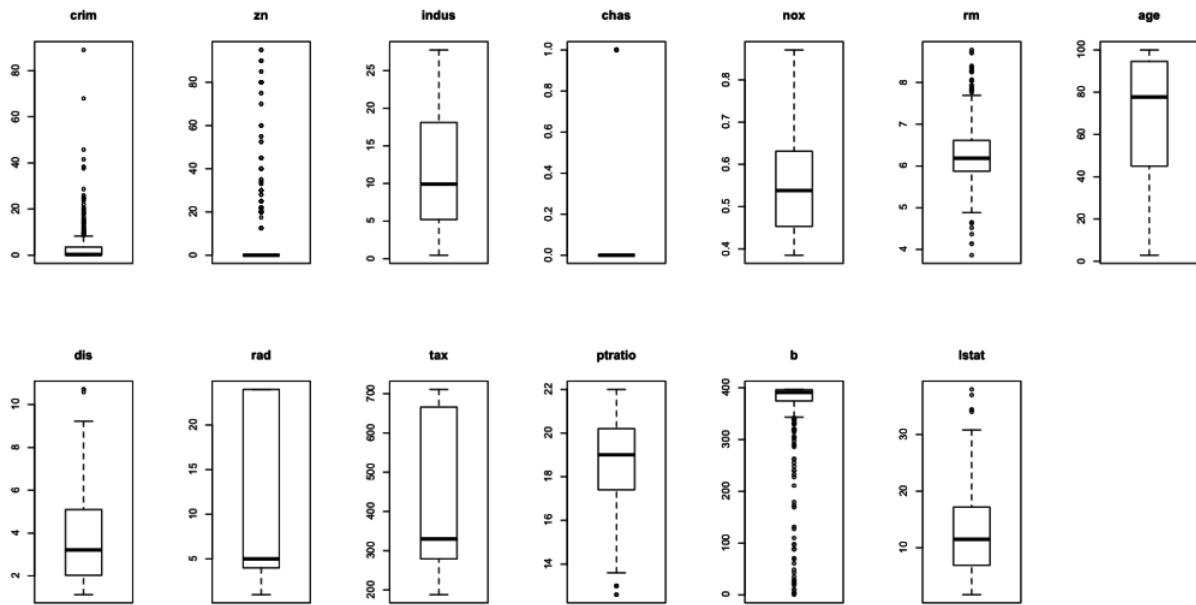 crim
0 20 40 60 80
zn
0 20 40 60 80
indus
0 5 10 15 20 25
chas
0.0 0.2 0.4 0.6 0.8 1.0
nox
0.4 0.5 0.6 0.7 0.8
rm
4 5 6 7 8
age
0 20 40 60 80 100
dis
2 4 6 8 10
rad
5 10 15 20
tax
200 300 400 500 600 700
ptratio
14 16 18 20 22
b
0 100 200 300 400
lstat
10 20 30